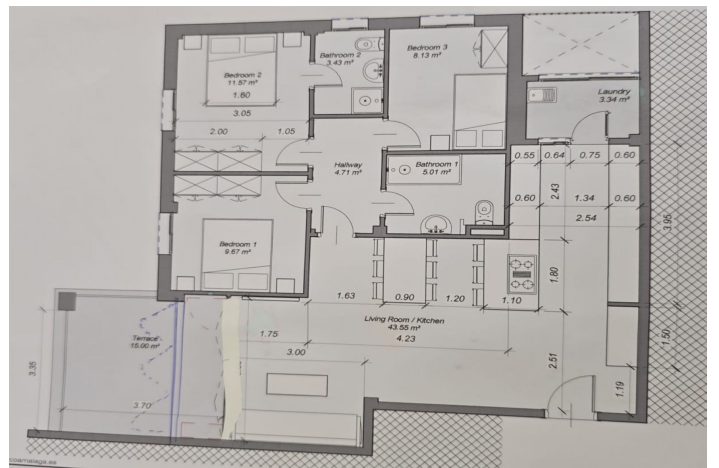 Bedroom 2
11.57 m²
1.60
3.05
2.00
1.05
Bathroom 2
3.43 m²
Bedroom 3
8.13 m²
Laundry
3.34 m²
Hallway
4.71 m²
Bathroom 1
5.01 m²
0.55
0.64
0.75
0.60
0.60
2.43
1.34
0.60
2.54
3.95
Bedroom 1
9.67 m²
1.63
0.90
1.20
1.10
1.80
Living Room / Kitchen
43.55 m²
4.23
1.75
3.00
2.51
1.50
1.19
Terrace
15.00 m²
3.35
3.70
coamalaga.es